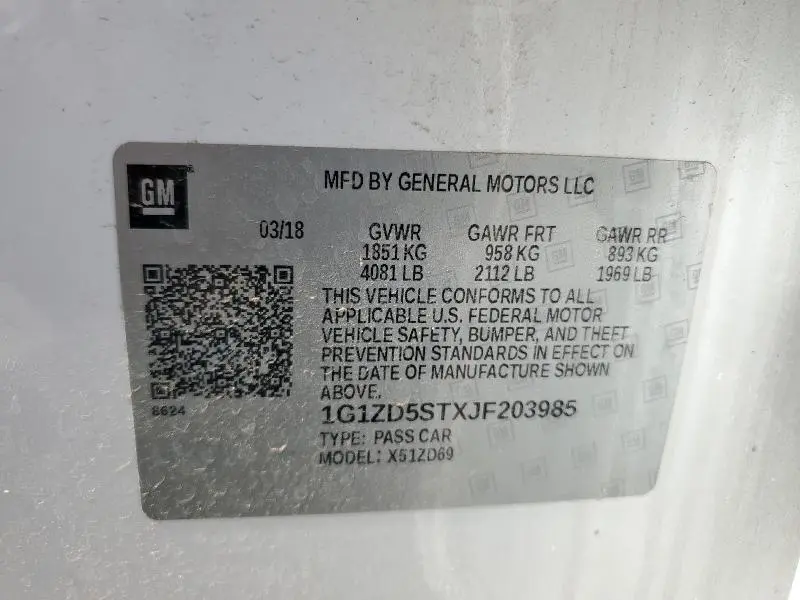 GM
MFD BY GENERAL MOTORS LLC
03/18 GVWR GAWR FRT GAWR RR
1851 KG 958 KG 893 KG
4081 LB 2112 LB 1969 LB
THIS VEHICLE CONFORMS TO ALL
APPLICABLE U.S. FEDERAL MOTOR
VEHICLE SAFETY, BUMPER, AND THEFT
PREVENTION STANDARDS IN EFFECT ON
THE DATE OF MANUFACTURE SHOWN
ABOVE.
8624
1G1ZD5STXJF203985
TYPE: PASS CAR
MODEL: X51ZD69